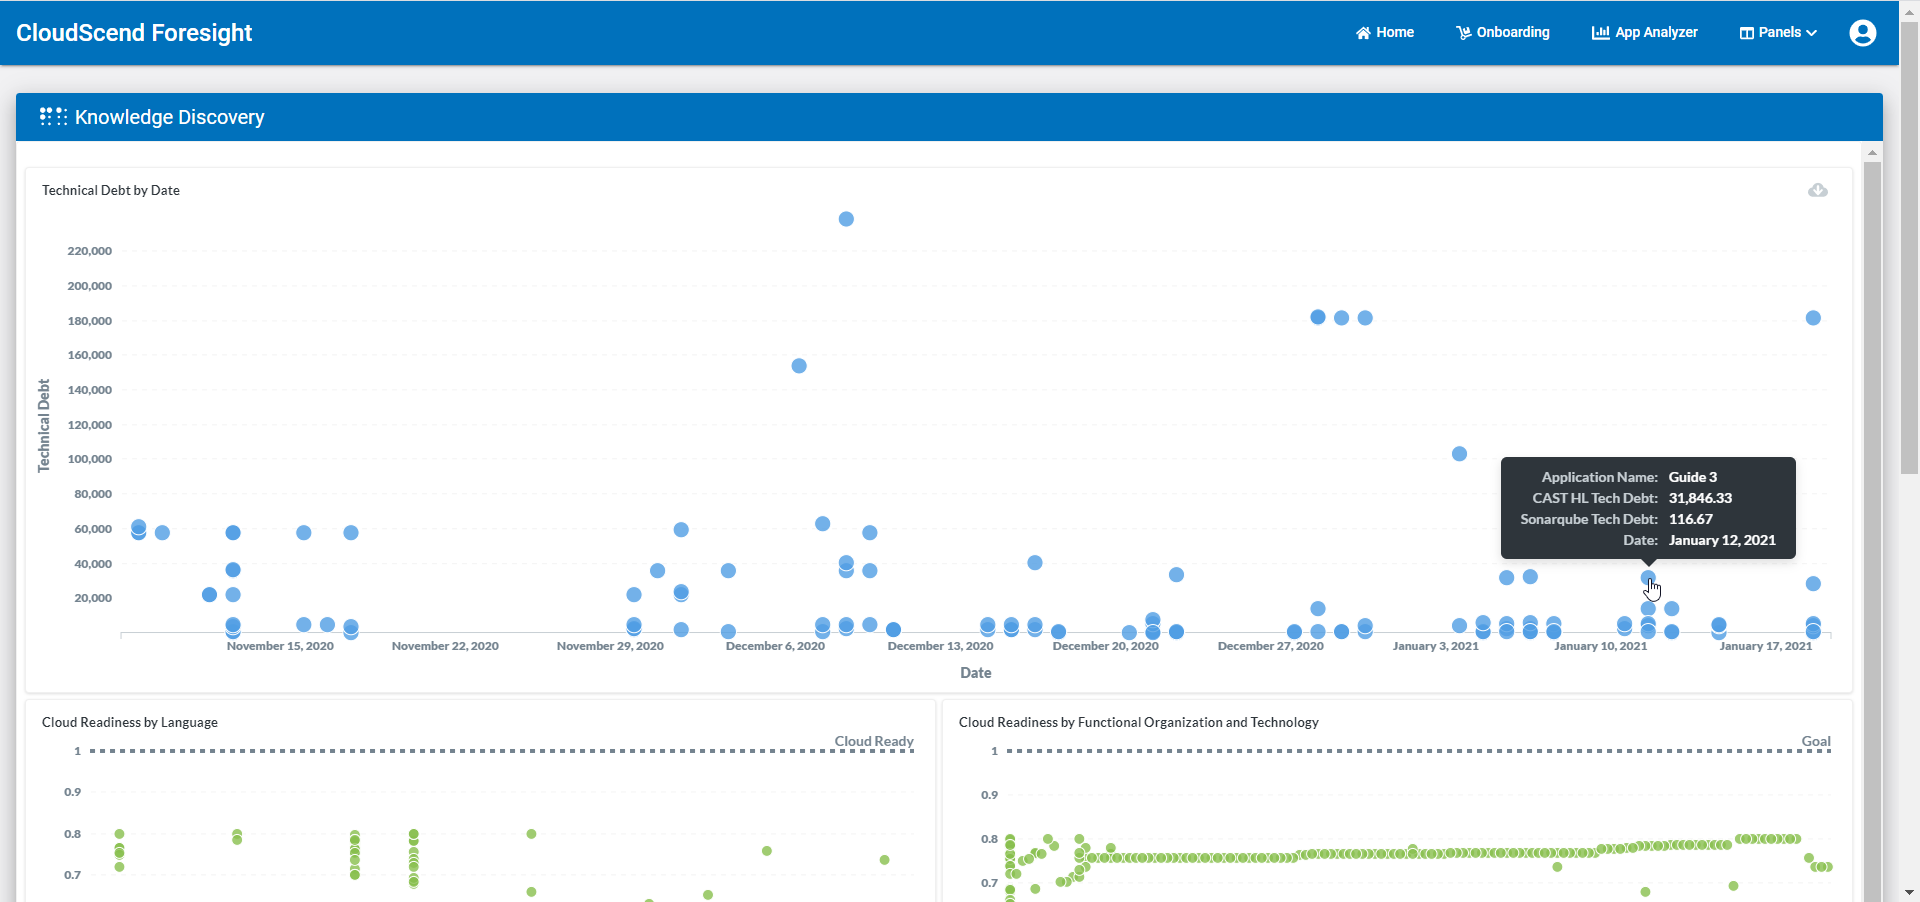 CloudScend Foresight
Home
Onboarding
App Analyzer
Panels
Knowledge Discovery
Technical Debt by Date
220,000
200,000
180,000
160,000
140,000
120,000
100,000
80,000
60,000
40,000
20,000
Technical Debt
Application Name: Guide 3
CAST HL Tech Debt: 31,846.33
Sonarqube Tech Debt: 116.67
Date: January 12, 2021
November 15, 2020
November 22, 2020
November 29, 2020
December 6, 2020
December 13, 2020
December 20, 2020
December 27, 2020
January 3, 2021
January 10, 2021
January 17, 2021
Date
Cloud Readiness by Language
Cloud Ready
1
0.9
0.8
0.7
Cloud Readiness by Functional Organization and Technology
Goal
1
0.9
0.8
0.7